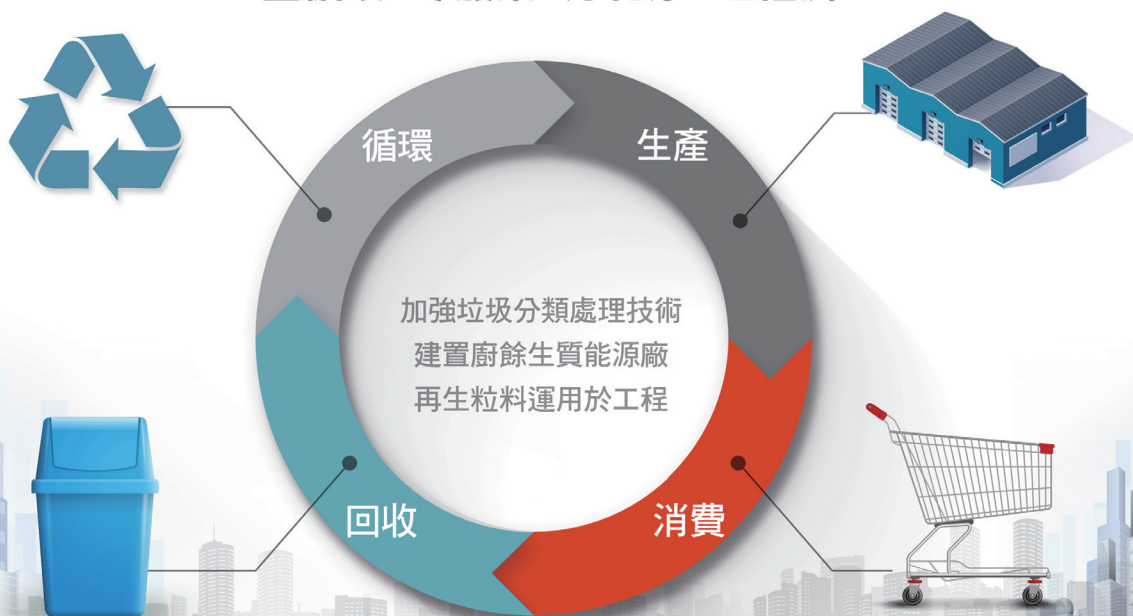 循環
生產
加強垃圾分類處理技術
建置廚餘生質能源廠
再生粒料運用於工程
回收
消費